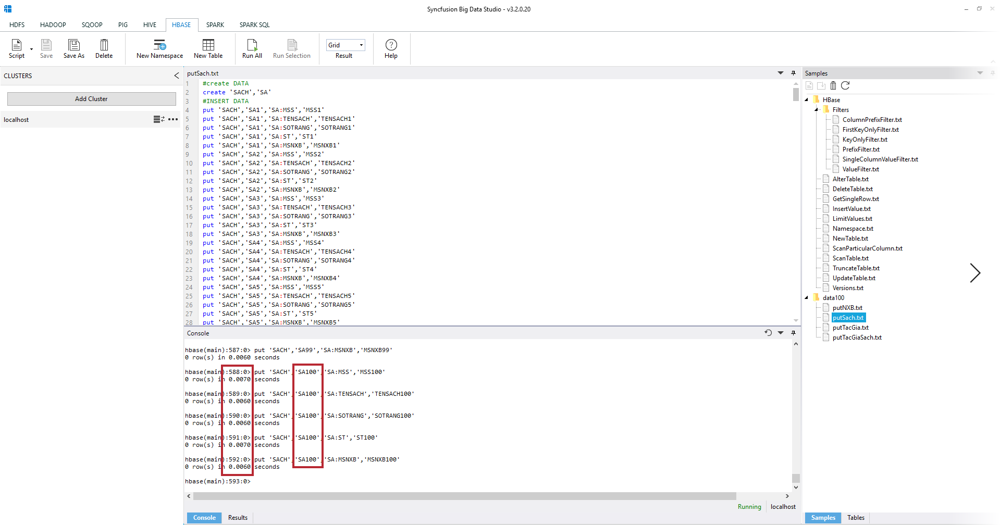 Syncfusion Big Data Studio - v3.2.0.20
HDFS HADOOP SQOOP PIG HIVE HBASE SPARK SPARK SQL
Script Save Save As Delete New Namespace New Table Run All Run Selection Grid Result Help
CLUSTERS
Add Cluster
localhost
putSach.txt
1 #create DATA
2 create 'SACH','SA'
3 #INSERT DATA
4 put 'SACH','SA1','SA:MSS','MSS1'
5 put 'SACH','SA1','SA:TENSACH','TENSACH1'
6 put 'SACH','SA1','SA:SOTRANG','SOTRANG1'
7 put 'SACH','SA1','SA:ST','ST1'
8 put 'SACH','SA1','SA:MSNXB','MSNXB1'
9 put 'SACH','SA2','SA:MSS','MSS2'
10 put 'SACH','SA2','SA:TENSACH','TENSACH2'
11 put 'SACH','SA2','SA:SOTRANG','SOTRANG2'
12 put 'SACH','SA2','SA:ST','ST2'
13 put 'SACH','SA2','SA:MSNXB','MSNXB2'
14 put 'SACH','SA3','SA:MSS','MSS3'
15 put 'SACH','SA3','SA:TENSACH','TENSACH3'
16 put 'SACH','SA3','SA:SOTRANG','SOTRANG3'
17 put 'SACH','SA3','SA:ST','ST3'
18 put 'SACH','SA3','SA:MSNXB','MSNXB3'
19 put 'SACH','SA4','SA:MSS','MSS4'
20 put 'SACH','SA4','SA:TENSACH','TENSACH4'
21 put 'SACH','SA4','SA:SOTRANG','SOTRANG4'
22 put 'SACH','SA4','SA:ST','ST4'
23 put 'SACH','SA4','SA:MSNXB','MSNXB4'
24 put 'SACH','SA5','SA:MSS','MSS5'
25 put 'SACH','SA5','SA:TENSACH','TENSACH5'
26 put 'SACH','SA5','SA:SOTRANG','SOTRANG5'
27 put 'SACH','SA5','SA:ST','ST5'
28 put 'SACH','SA5','SA:MSNXB','MSNXB5'
Console
hbase(main):587:0> put 'SACH','SA99','SA:MSNXB','MSNXB99'
0 row(s) in 0.0060 seconds
hbase(main):588:0> put 'SACH','SA100','SA:MSS','MSS100'
0 row(s) in 0.0070 seconds
hbase(main):589:0> put 'SACH','SA100','SA:TENSACH','TENSACH100'
0 row(s) in 0.0060 seconds
hbase(main):590:0> put 'SACH','SA100','SA:SOTRANG','SOTRANG100'
0 row(s) in 0.0060 seconds
hbase(main):591:0> put 'SACH','SA100','SA:ST','ST100'
0 row(s) in 0.0070 seconds
hbase(main):592:0> put 'SACH','SA100','SA:MSNXB','MSNXB100'
0 row(s) in 0.0060 seconds
hbase(main):593:0>
Running localhost
Console Results
Samples
HBase
Filters
ColumnPrefixFilter.txt
FirstKeyOnlyFilter.txt
KeyOnlyFilter.txt
PrefixFilter.txt
SingleColumnValueFilter.txt
ValueFilter.txt
AlterTable.txt
DeleteTable.txt
GetSingleRow.txt
InsertValue.txt
LimitValues.txt
Namespace.txt
NewTable.txt
ScanParticularColumn.txt
ScanTable.txt
TruncateTable.txt
UpdateTable.txt
Versions.txt
data100
putNXB.txt
putSach.txt
putTacGia.txt
putTacGiaSach.txt
Samples Tables